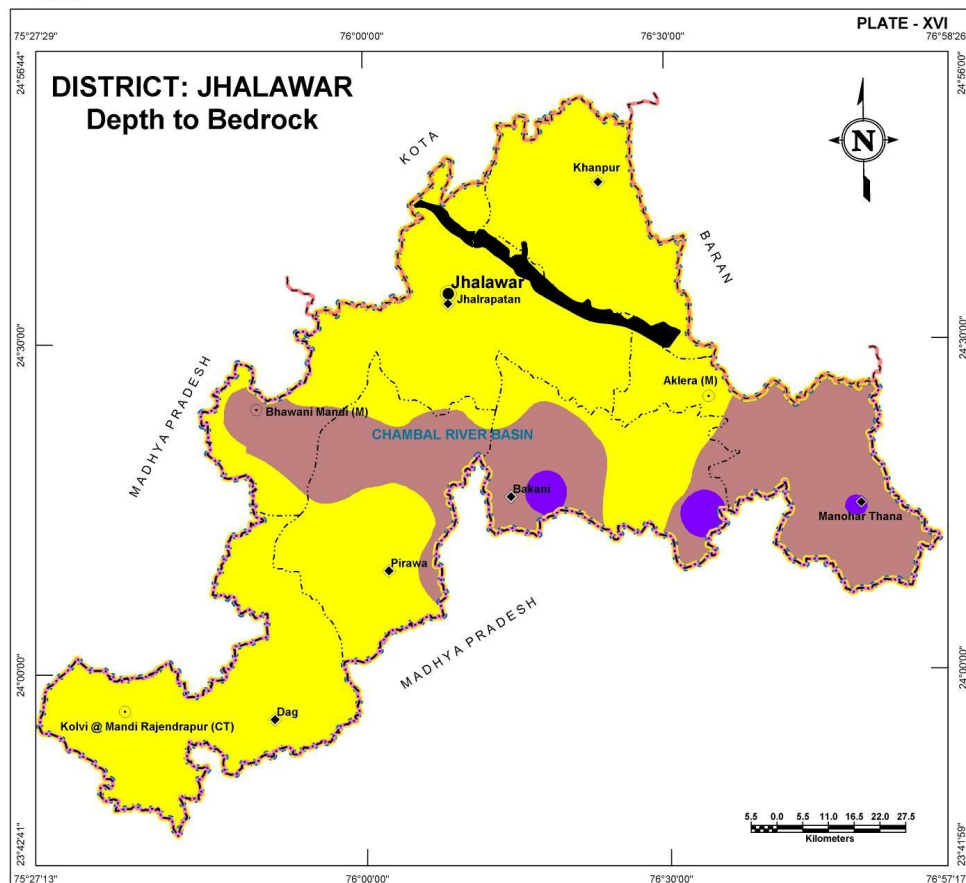 PLATE - XVI
75°27'29"
76°00'00"
76°30'00"
76°58'26"
24°56'44"
24°56'00"
DISTRICT: JHALAWAR
Depth to Bedrock
N
KOTA
Khanpur
BARAN
Jhalawar
Jhalrapatan
24°30'00"
24°30'00"
MADHYA PRADESH
Aklera (M)
Bhawani Mandi (M)
CHAMBAL RIVER BASIN
Bakani
Manohar Thana
Pirawa
MADHYA PRADESH
24°00'00"
24°00'00"
Dag
Kolvi @ Mandi Rajendrapur (CT)
5.5 0.0 5.5 11.0 16.5 22.0 27.5
Kilometers
23°42'41"
23°41'59"
75°27'13"
76°00'00"
76°30'00"
76°57'17"